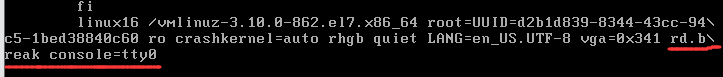 fi
linux16 /vmlinuz-3.10.0-862.el7.x86_64 root=UUID=d2b1d839-8344-43cc-94\
c5-1bed38840c60 ro crashkernel=auto rhgb quiet LANG=en_US.UTF-8 vga=0x341 rd.b\
reak console=tty0